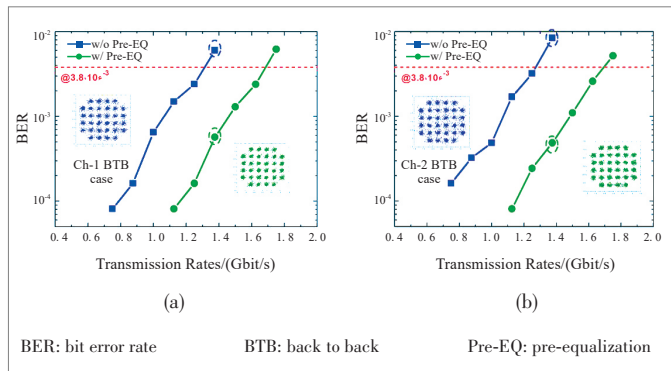 10⁻²
w/o Pre-EQ
w/ Pre-EQ
@3.8·10e⁻³
BER
10⁻³
Ch-1 BTB
case
10⁻⁴
0.4 0.6 0.8 1.0 1.2 1.4 1.6 1.8 2.0
Transmission Rates/(Gbit/s)
(a)
10⁻²
w/o Pre-EQ
w/ Pre-EQ
@3.8·10e⁻³
BER
10⁻³
Ch-2 BTB
case
10⁻⁴
0.4 0.6 0.8 1.0 1.2 1.4 1.6 1.8 2.0
Transmission Rates/(Gbit/s)
(b)
BER: bit error rate BTB: back to back Pre-EQ: pre-equalization